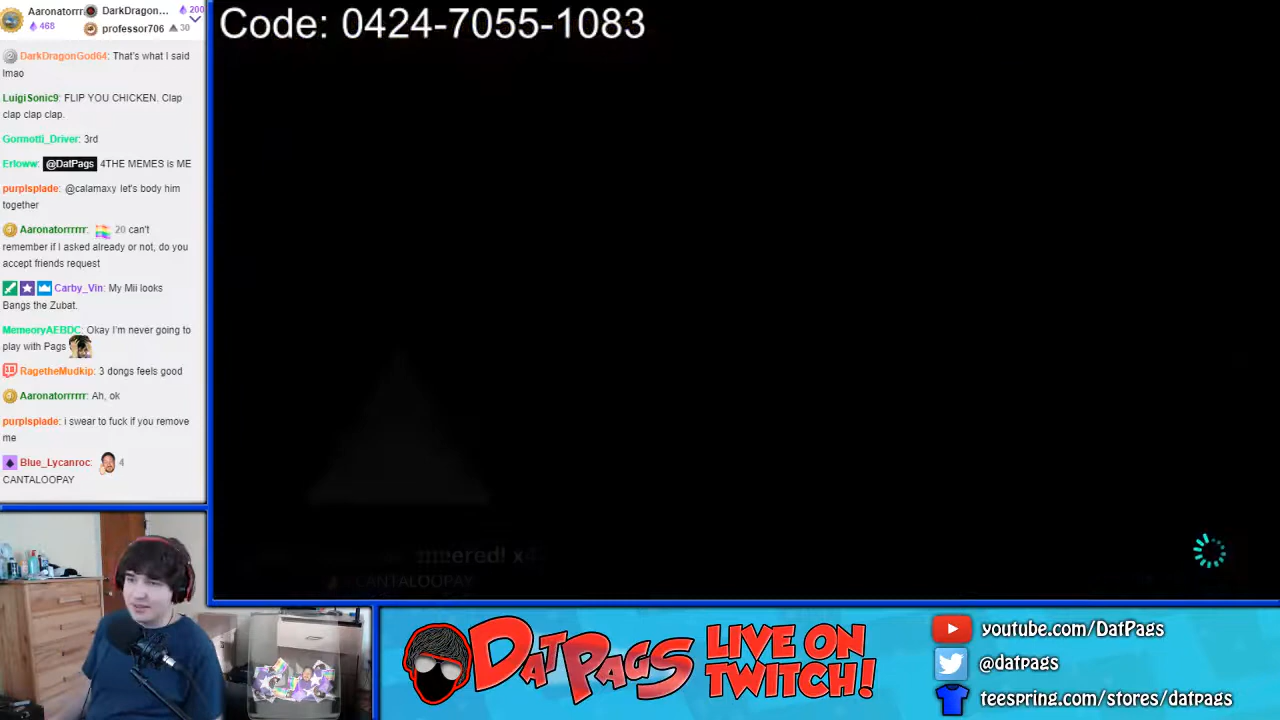 Aaronatorrrr... DarkDragon... 200
468 professor706 30
Code: 0424-7055-1083
DarkDragonGod64: That's what I said
lmao
LuigiSonic9: FLIP YOU CHICKEN. Clap
clap clap clap.
Gormotti_Driver: 3rd
Erloww: @DatPags 4THE MEMES is ME
purplsplade: @calamaxy let's body him
together
Aaronatorrrrrr: 20 can't
remember if I asked already or not, do you
accept friends request
Carby_Vin: My Mii looks
Bangs the Zubat.
MemeoryAEBDC: Okay I'm never going to
play with Pags
RagetheMudkip: 3 dongs feels good
Aaronatorrrrrr: Ah, ok
purplsplade: i swear to fuck if you remove
me
Blue_Lycanroc: 4
CANTALOOPAY
CANTALOOPAY
DATPAGS LIVE ON
TWITCH!
youtube.com/DatPags
@datpags
teespring.com/stores/datpags